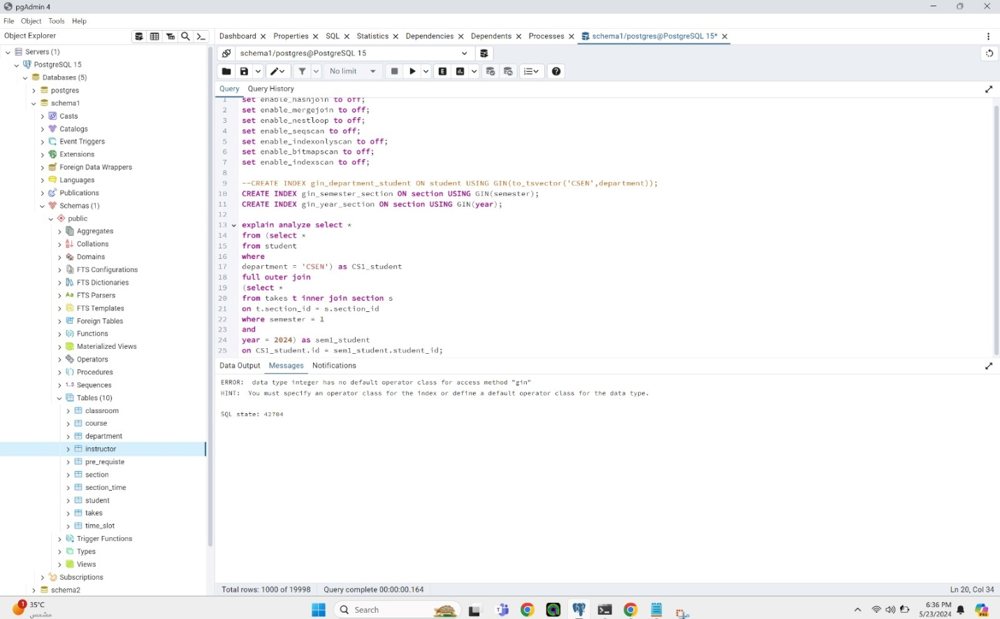 pgAdmin 4
File Object Tools Help
Object Explorer
Servers (1)
PostgreSQL 15
Databases (5)
postgres
schema1
Casts
Catalogs
Event Triggers
Extensions
Foreign Data Wrappers
Languages
Publications
Schemas (1)
public
Aggregates
Collations
Domains
FTS Configurations
FTS Dictionaries
Aa FTS Parsers
FTS Templates
Foreign Tables
Functions
Materialized Views
Operators
Procedures
1..3 Sequences
Tables (10)
classroom
course
department
instructor
pre_requiste
section
section_time
student
takes
time_slot
Trigger Functions
Types
Views
Subscriptions
schema2
Dashboard Properties SQL Statistics Dependencies Dependents Processes schema1/postgres@PostgreSQL 15*
schema1/postgres@PostgreSQL 15
No limit
E
Query Query History
1 set enable_hashjoin to off;
2 set enable_mergejoin to off;
3 set enable_nestloop to off;
4 set enable_seqscan to off;
5 set enable_indexonlyscan to off;
6 set enable_bitmapscan to off;
7 set enable_indexscan to off;
8
9 --CREATE INDEX gin_department_student ON student USING GIN(to_tsvector('CSEN',department));
10 CREATE INDEX gin_semester_section ON section USING GIN(semester);
11 CREATE INDEX gin_year_section ON section USING GIN(year);
12
13 explain analyze select *
14 from (select *
15 from student
16 where
17 department = 'CSEN') as CS1_student
18 full outer join
19 (select *
20 from takes t inner join section s
21 on t.section_id = s.section_id
22 where semester = 1
23 and
24 year = 2024) as sem1_student
25 on CS1_student.id = sem1_student.student_id;
Data Output Messages Notifications
ERROR: data type integer has no default operator class for access method "gin"
HINT: You must specify an operator class for the index or define a default operator class for the data type.
SQL state: 42704
Total rows: 1000 of 19998 Query complete 00:00:00.164 Ln 20, Col 34
1
35°C
مشمس
Search
6:36 PM
5/23/2024
PRE